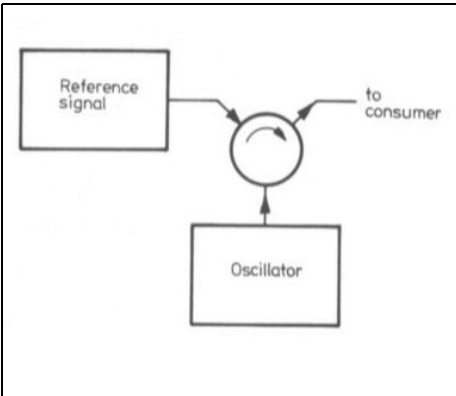 Reference
signal
to
consumer
Oscillator